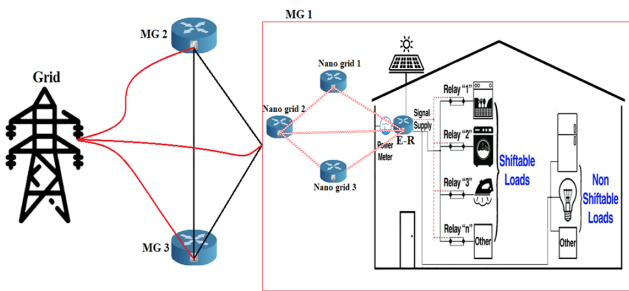 MG 1
MG 2
Grid
MG 3
Nano grid 1
Nano grid 2
Nano grid 3
E-R
Power
Meter
Signal
Supply
Relay "1"
Relay "2"
Relay "3"
Relay "n"
Other
Shiftable
Loads
Non
Shiftable
Loads
Other